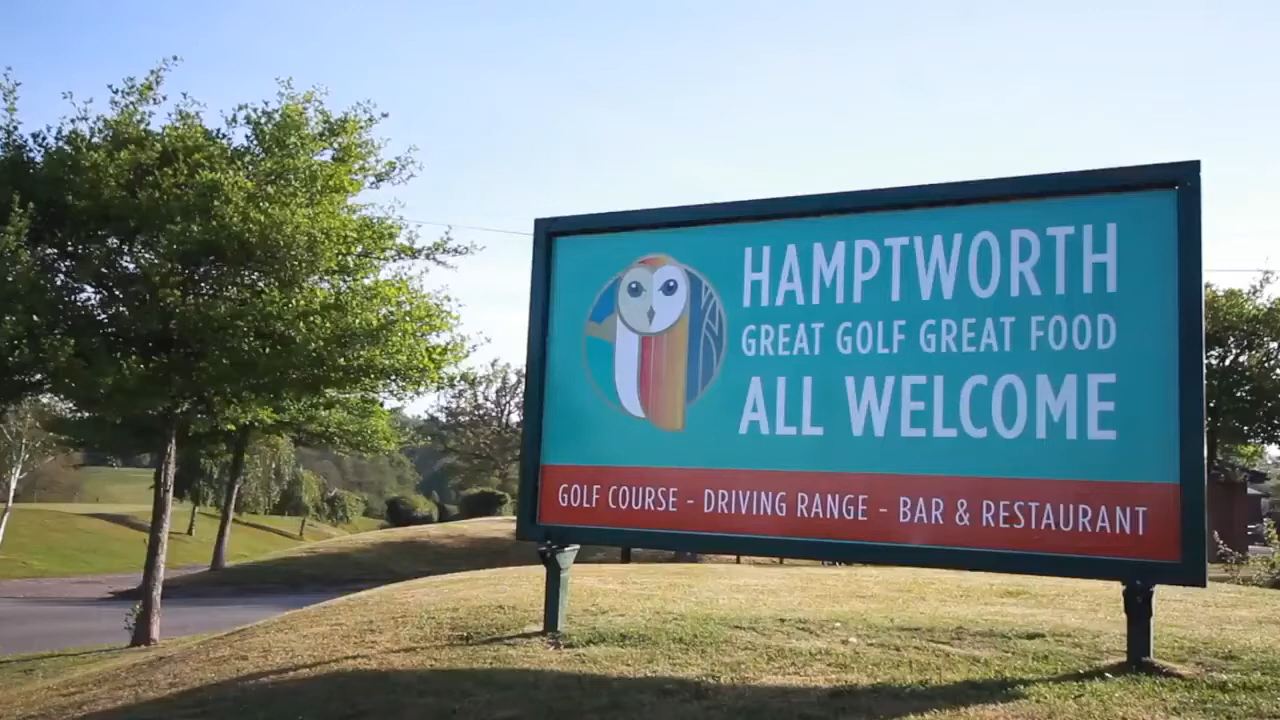 HAMPTWORTH
GREAT GOLF GREAT FOOD
ALL WELCOME
GOLF COURSE - DRIVING RANGE - BAR & RESTAURANT